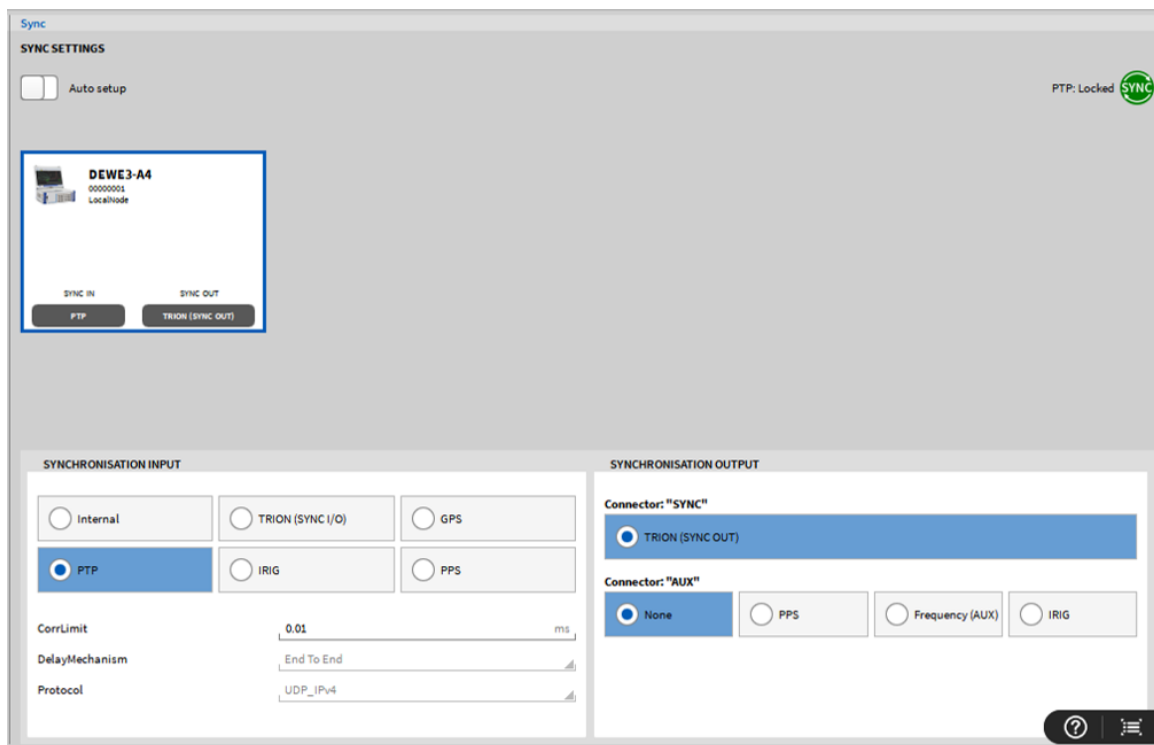 Sync
SYNC SETTINGS
Auto setup
PTP: Locked SYNC
DEWE3-A4
00000001
LocalNode
SYNC IN SYNC OUT
PTP TRION (SYNC OUT)
SYNCHRONISATION INPUT
Internal TRION (SYNC I/O) GPS
PTP IRIG PPS
CorrLimit 0.01 ms
DelayMechanism End To End
Protocol UDP_IPv4
SYNCHRONISATION OUTPUT
Connector: "SYNC"
TRION (SYNC OUT)
Connector: "AUX"
None PPS Frequency (AUX) IRIG
?